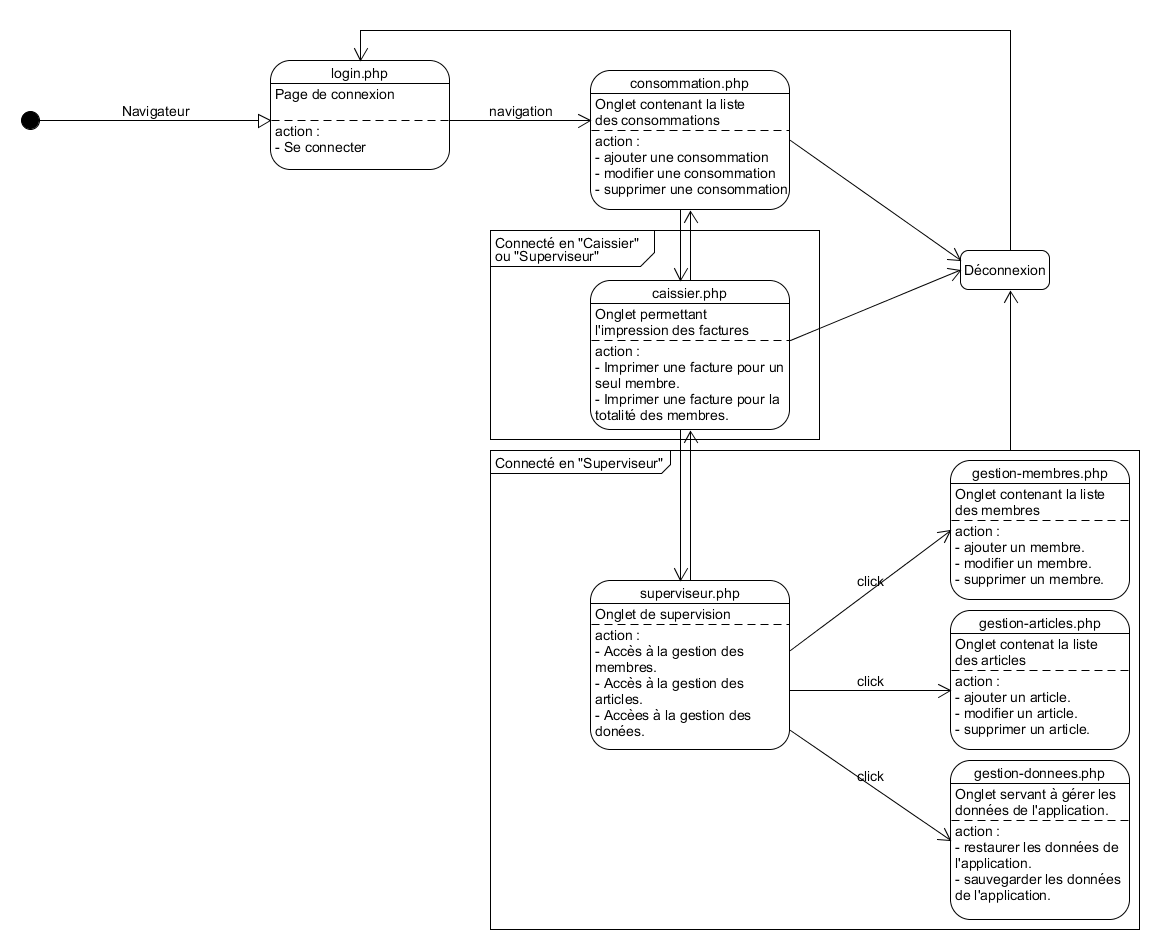 login.php
Page de connexion
action :
- Se connecter
Navigateur
navigation
consommation.php
Onglet contenant la liste
des consommations
action :
- ajouter une consommation
- modifier une consommation
- supprimer une consommation
Connecté en "Caissier"
ou "Superviseur"
Déconnexion
caissier.php
Onglet permettant
l'impression des factures
action :
- Imprimer une facture pour un
seul membre.
- Imprimer une facture pour la
totalité des membres.
Connecté en "Superviseur"
superviseur.php
Onglet de supervision
action :
- Accès à la gestion des
membres.
- Accès à la gestion des
articles.
- Accèes à la gestion des
donées.
click
click
click
gestion-membres.php
Onglet contenant la liste
des membres
action :
- ajouter un membre.
- modifier un membre.
- supprimer un membre.
gestion-articles.php
Onglet contenat la liste
des articles
action :
- ajouter un article.
- modifier un article.
- supprimer un article.
gestion-donnees.php
Onglet servant à gérer les
données de l'application.
action :
- restaurer les données de
l'application.
- sauvegarder les données
de l'application.